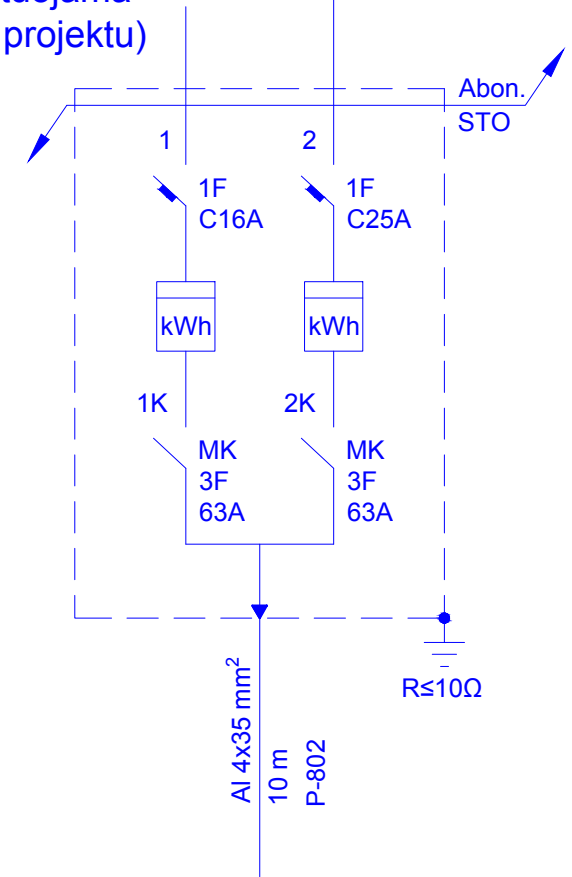 projektu)
Abon.
STO
1
2
1F
C16A
1F
C25A
kWh
kWh
1K
2K
MK
3F
63A
MK
3F
63A
R≤10Ω
Al 4x35 mm²
10 m
P-802